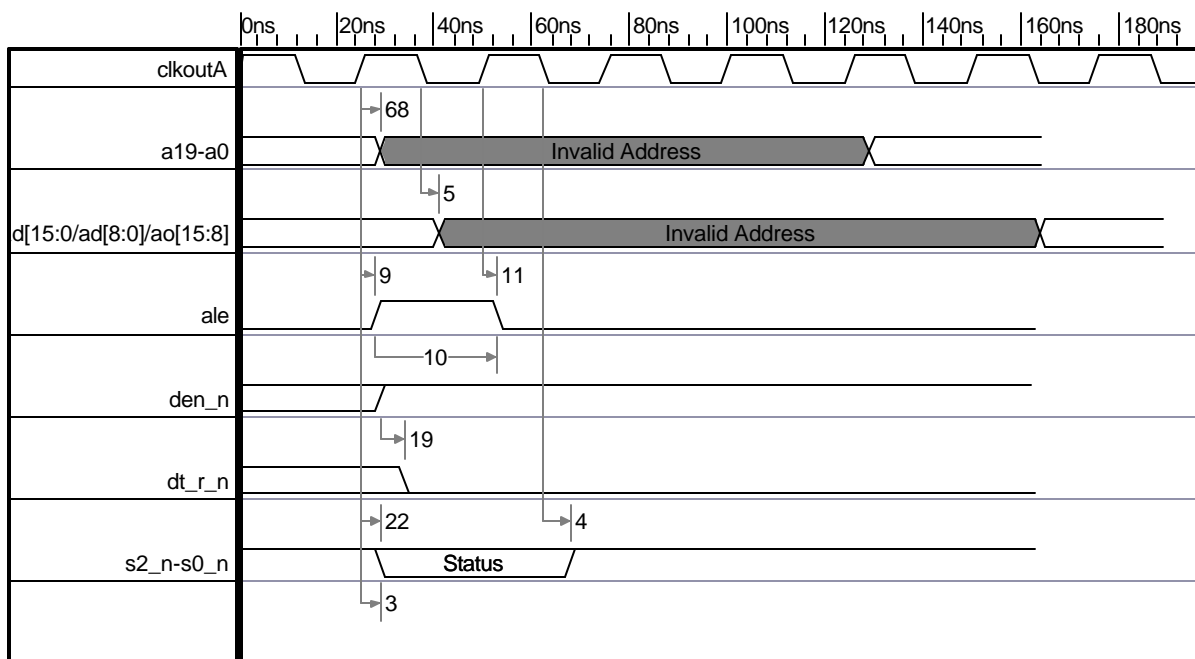 0ns 20ns 40ns 60ns 80ns 100ns 120ns 140ns 160ns 180ns
clkoutA
68
a19-a0 Invalid Address
5
d[15:0/ad[8:0]/ao[15:8] Invalid Address
9 11
ale
10
den_n
19
dt_r_n
22 4
s2_n-s0_n Status
3